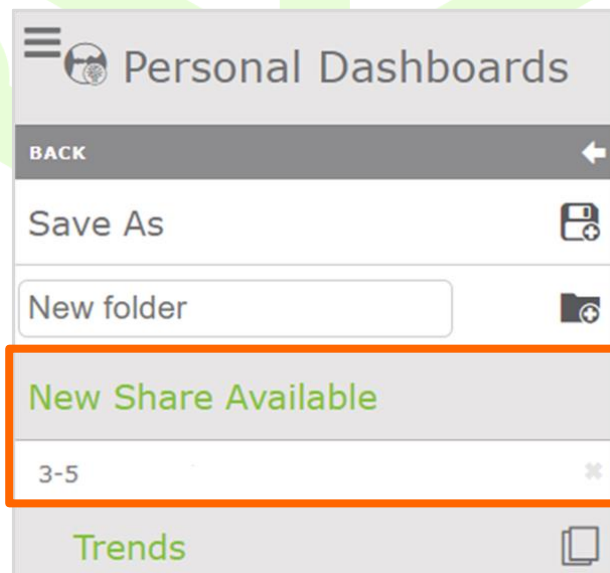 Personal Dashboards
BACK
Save As
New folder
New Share Available
3-5
Trends